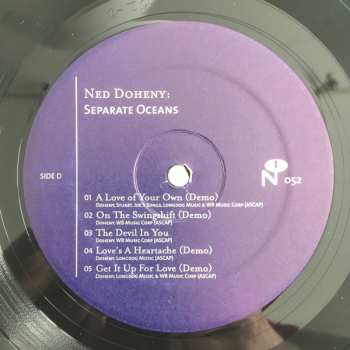 Ned Doheny:
Separate Oceans
SIDE D
N 1 052
01 A Love of Your Own (Demo)
Doheny, Stuart, Joe's Songs, Longdog Music & WB Music Corp (ASCAP)
02 On The Swingshift (Demo)
Doheny WB Music Corp (ASCAP)
03 The Devil In You
Doheny WB Music Corp (ASCAP)
04 Love's A Heartache (Demo)
Doheny, Longdog Music (ASCAP)
05 Get It Up For Love (Demo)
Doheny, Longdog Music, & WB Music Corp (ASCAP)